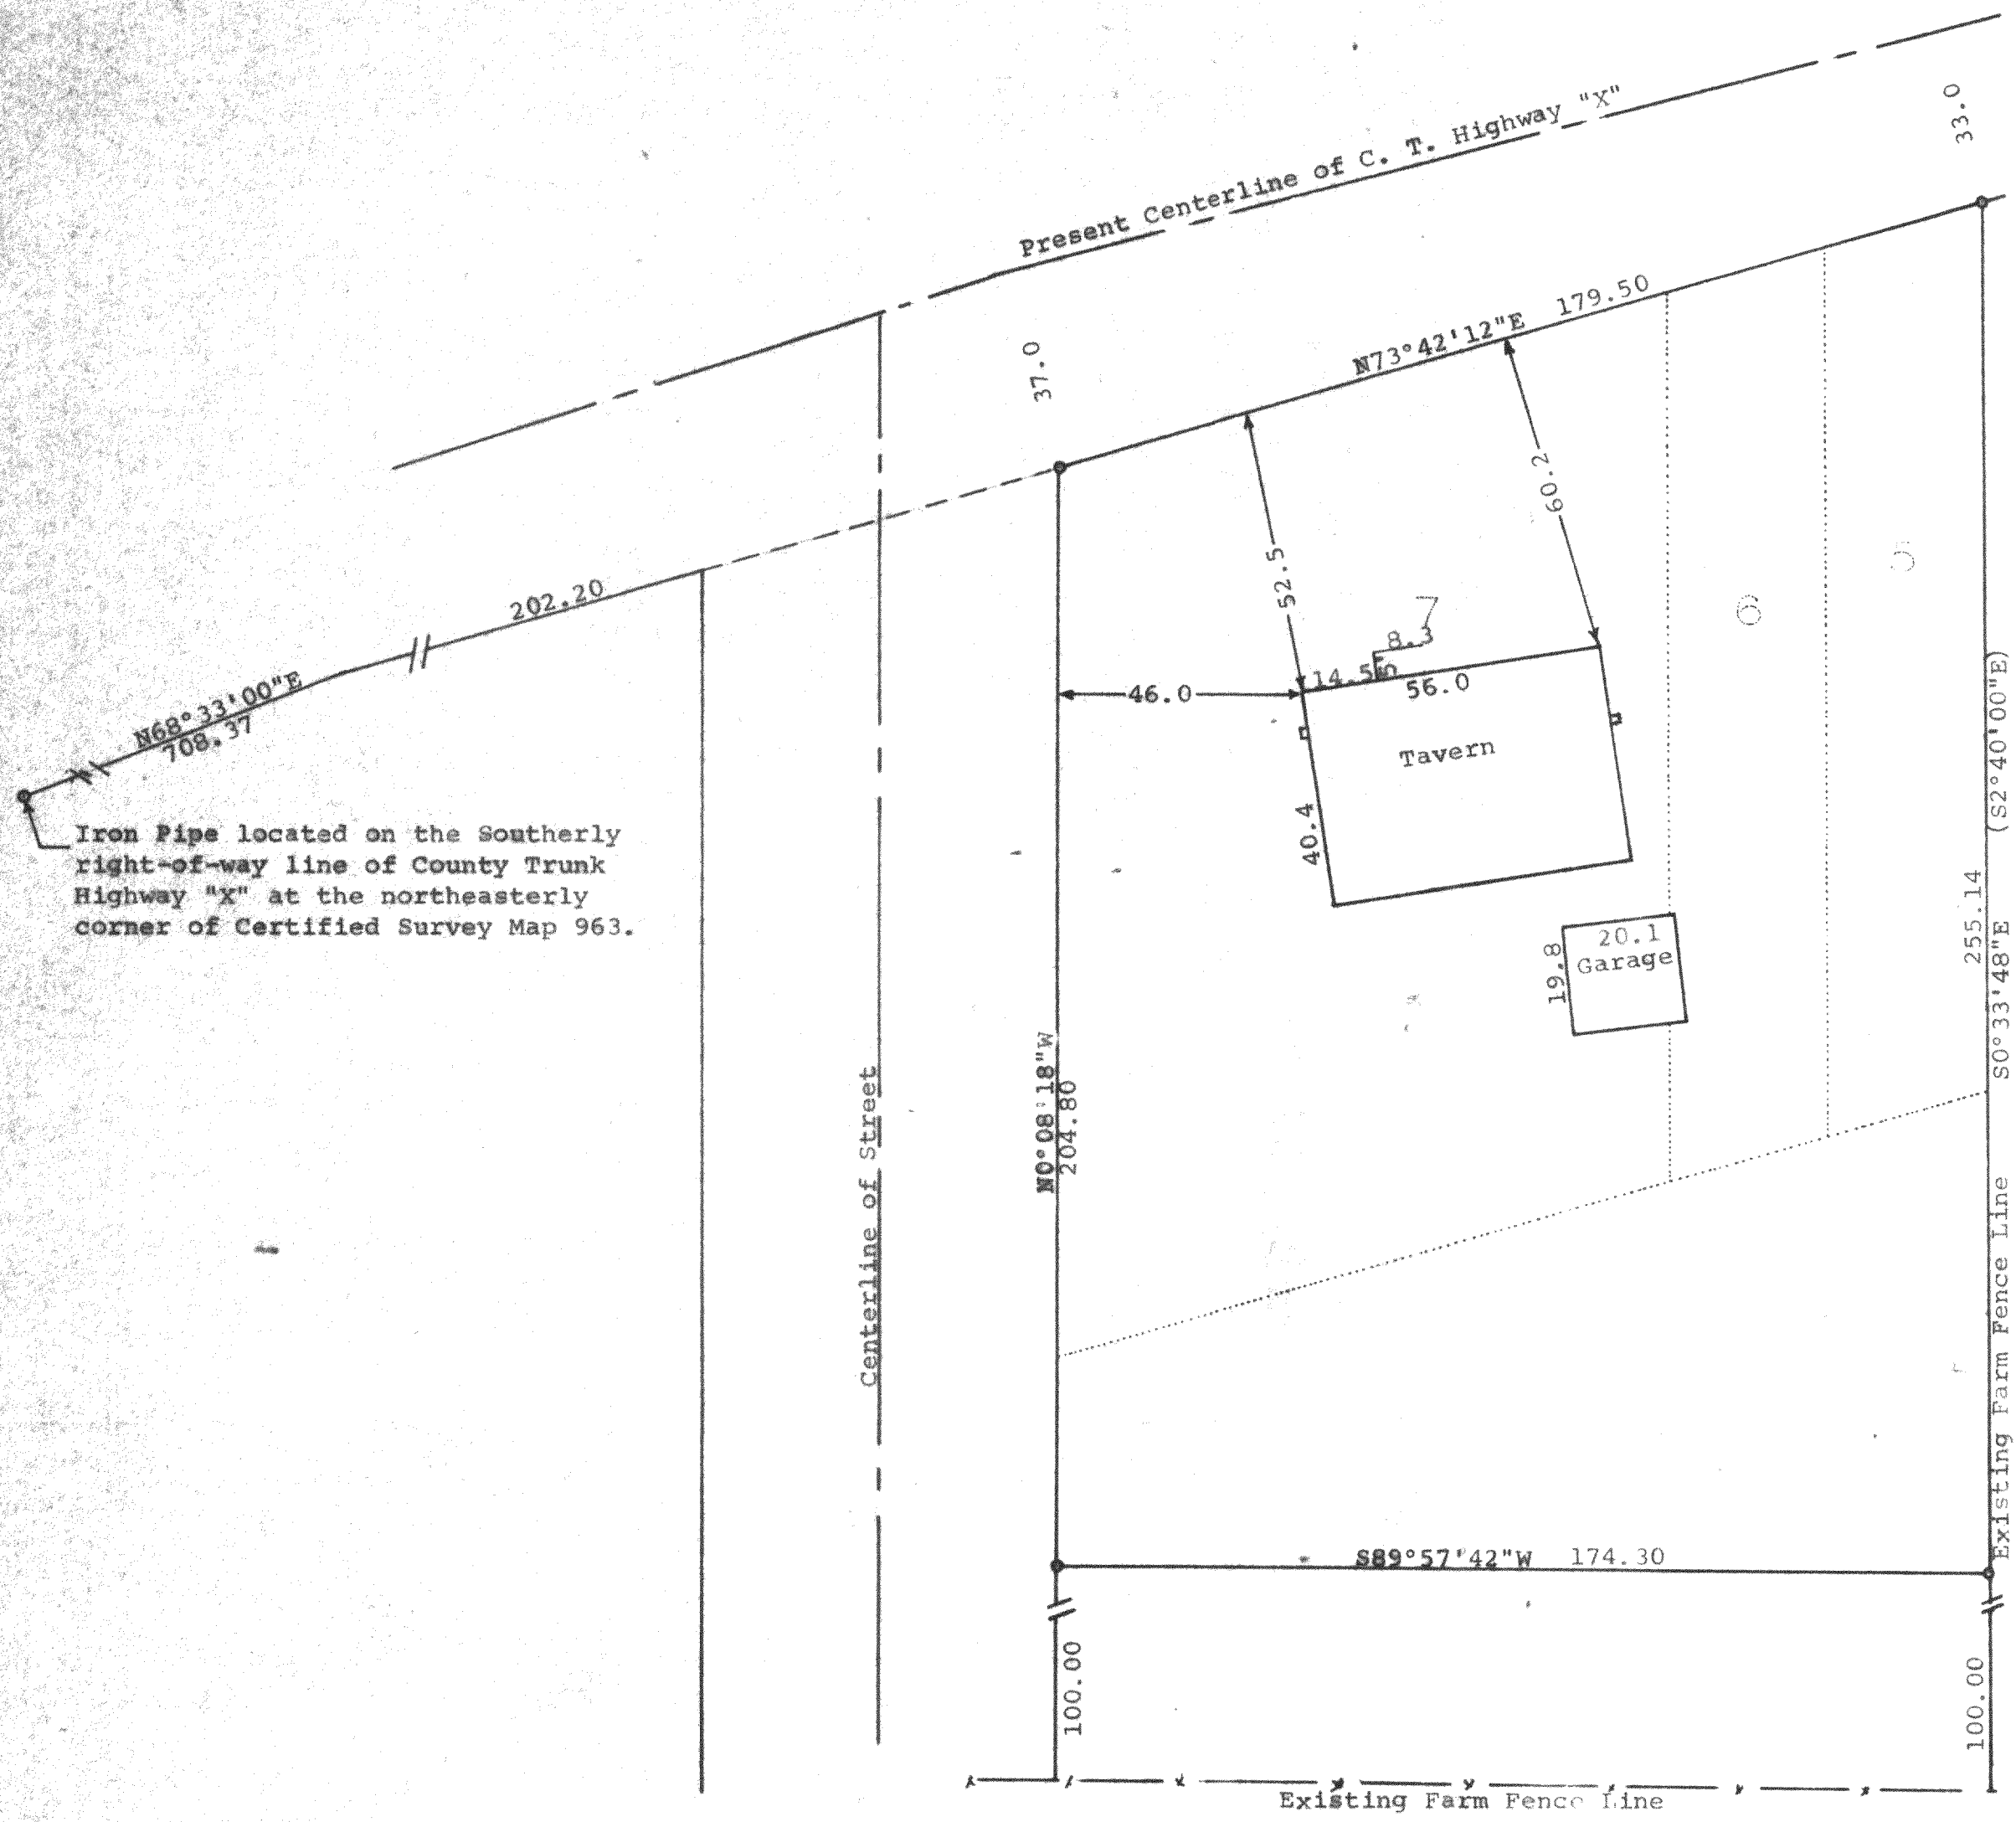 Present Centerline of C. T. Highway "X"
33.0
37.0
N73°42'12"E 179.50
202.20
N68°33'00"E
708.37
Iron Pipe located on the Southerly
right-of-way line of County Trunk
Highway "X" at the northeasterly
corner of Certified Survey Map 963.
52.5
60.2
7
6
5
8.3
14.5
46.0
56.0
Tavern
40.4
20.1
Garage
19.8
(S2°40'00"E)
255.14
S0°33'48"E
Existing Farm Fence Line
Centerline of Street
N0°08'18"W
204.80
S89°57'42"W 174.30
100.00
100.00
Existing Farm Fence Line